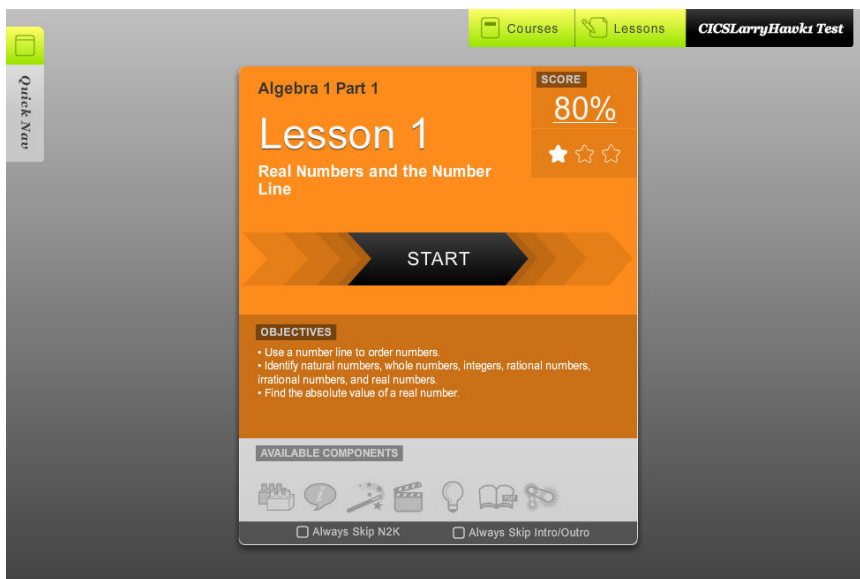 Courses
Lessons
CICSLarryHawk1 Test
Quick Nav
Algebra 1 Part 1
SCORE
80%
Lesson 1
Real Numbers and the Number
Line
START
OBJECTIVES
• Use a number line to order numbers.
• Identify natural numbers, whole numbers, integers, rational numbers,
irrational numbers, and real numbers.
• Find the absolute value of a real number.
AVAILABLE COMPONENTS
PDF
Always Skip N2K
Always Skip Intro/Outro